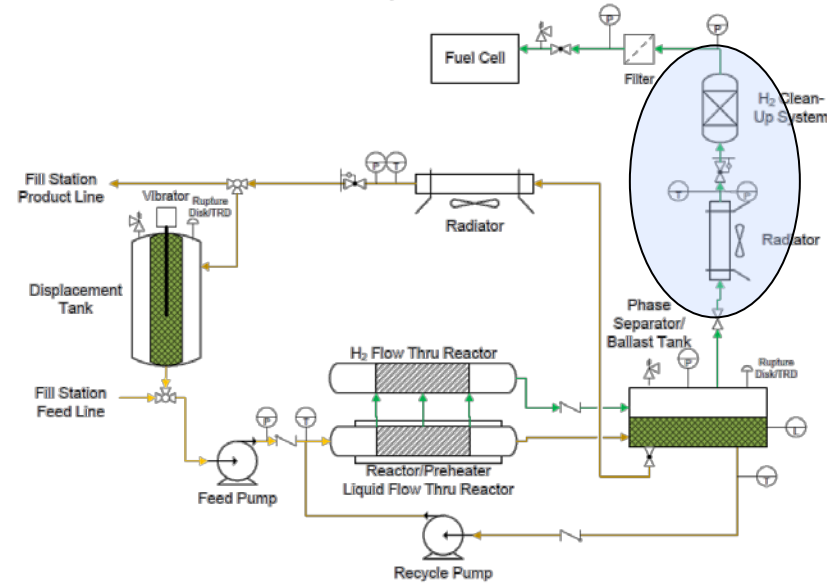 P
P
Fuel Cell
Filter
H₂ Clean-
Up System
Fill Station
Product Line
Vibrator
Rupture
Disk/TRD
P
T
Radiator
T
P
Radiator
Displacement
Tank
Phase
Separator/
Ballast Tank
H₂ Flow Thru Reactor
P
Rupture
Disk/TRD
Fill Station
Feed Line
P
T
L
Reactor/Preheater
Liquid Flow Thru Reactor
Feed Pump
T
Recycle Pump